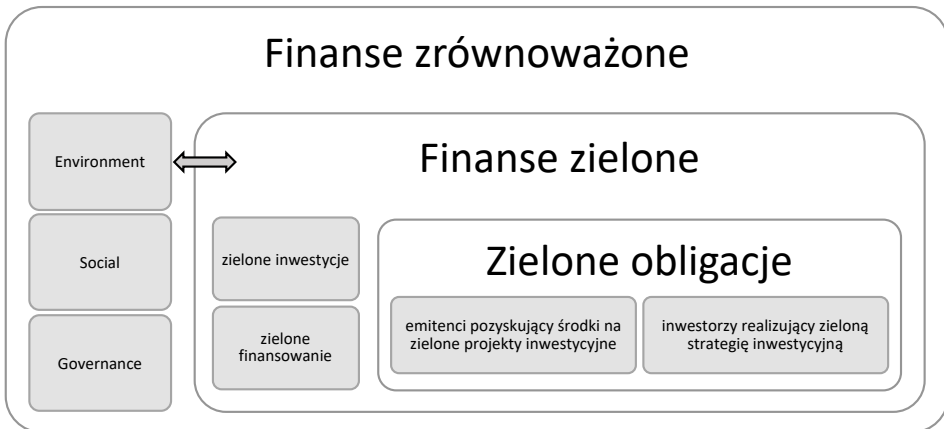 Finanse zrównoważone
Environment
Social
Governance
Finanse zielone
zielone inwestycje
zielone
finansowanie
Zielone obligacje
emitenci pozyskujący środki na
zielone projekty inwestycyjne
inwestorzy realizujący zieloną
strategię inwestycyjną